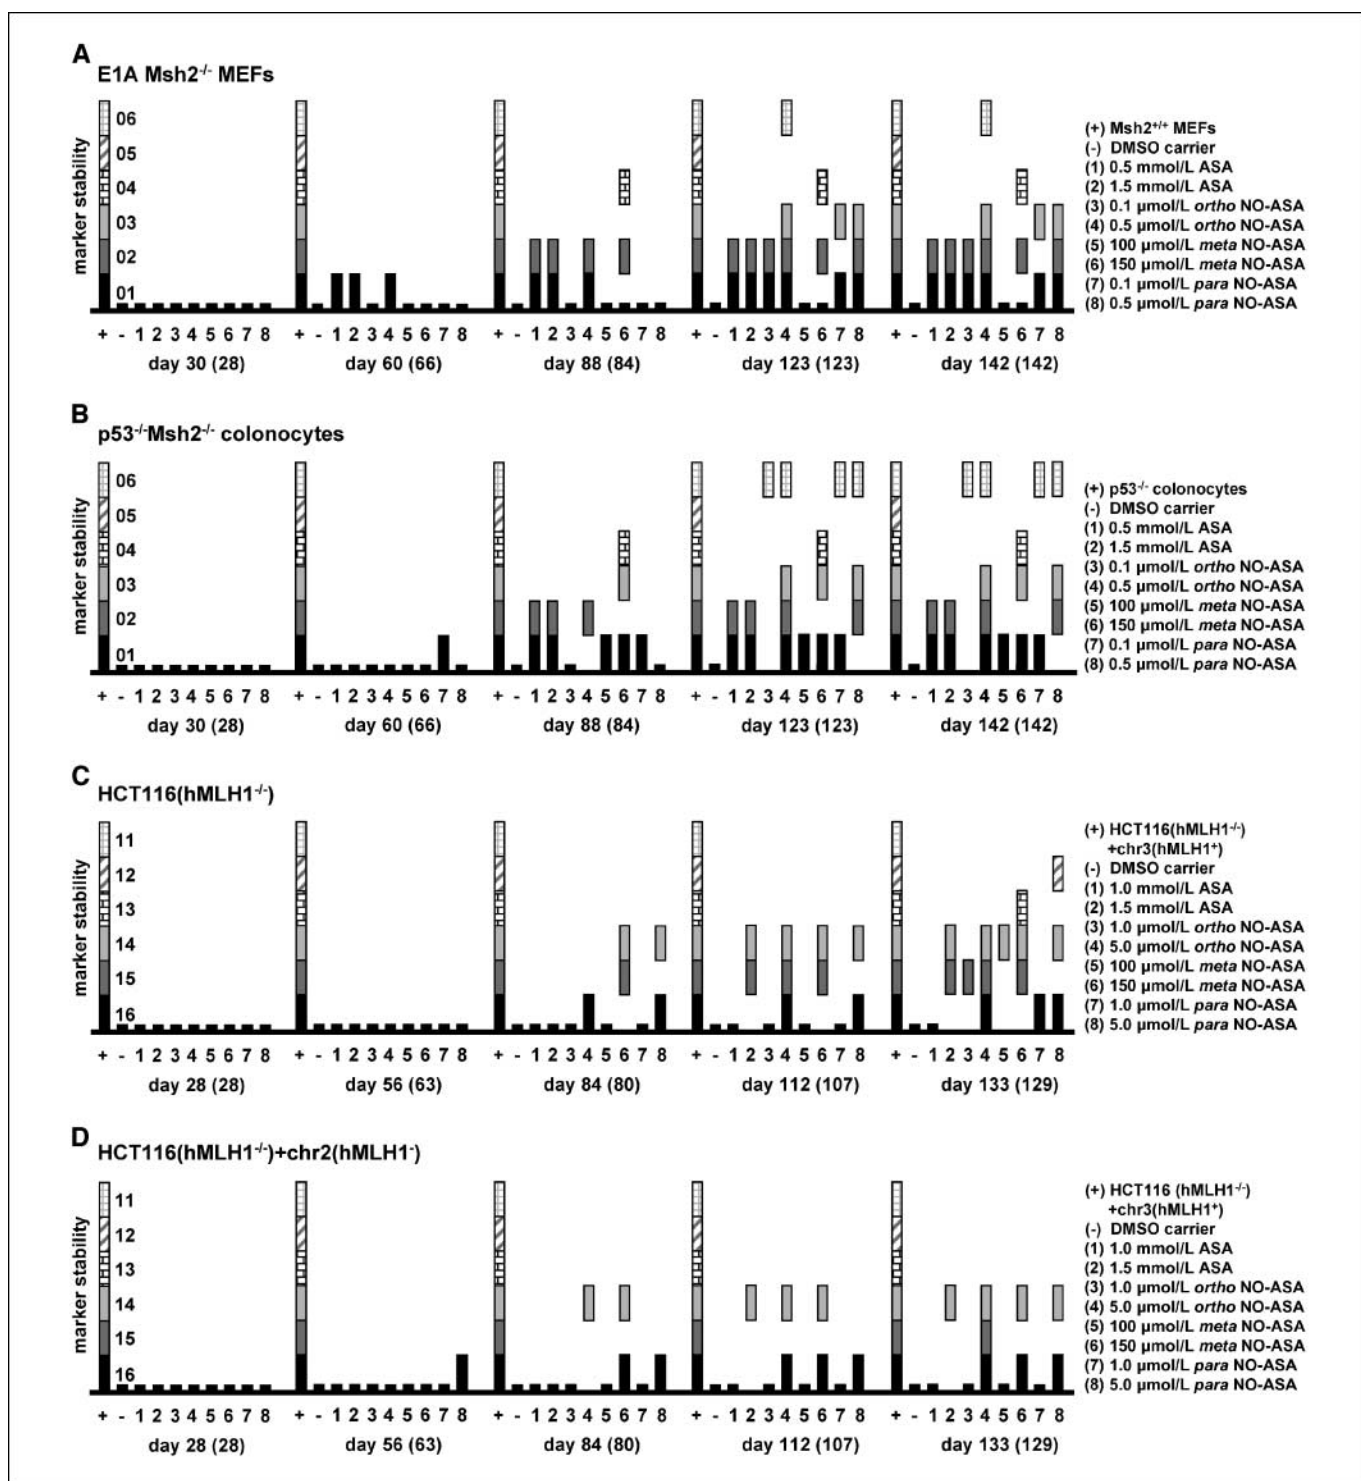 A
E1A Msh2-/- MEFs
marker stability
06
05
04
03
02
01
+ - 1 2 3 4 5 6 7 8 + - 1 2 3 4 5 6 7 8 + - 1 2 3 4 5 6 7 8 + - 1 2 3 4 5 6 7 8 + - 1 2 3 4 5 6 7 8
day 30 (28) day 60 (66) day 88 (84) day 123 (123) day 142 (142)
(+) Msh2+/+ MEFs
(-) DMSO carrier
(1) 0.5 mmol/L ASA
(2) 1.5 mmol/L ASA
(3) 0.1 µmol/L ortho NO-ASA
(4) 0.5 µmol/L ortho NO-ASA
(5) 100 µmol/L meta NO-ASA
(6) 150 µmol/L meta NO-ASA
(7) 0.1 µmol/L para NO-ASA
(8) 0.5 µmol/L para NO-ASA
B
p53-/-Msh2-/- colonocytes
marker stability
06
05
04
03
02
01
+ - 1 2 3 4 5 6 7 8 + - 1 2 3 4 5 6 7 8 + - 1 2 3 4 5 6 7 8 + - 1 2 3 4 5 6 7 8 + - 1 2 3 4 5 6 7 8
day 30 (28) day 60 (66) day 88 (84) day 123 (123) day 142 (142)
(+) p53-/- colonocytes
(-) DMSO carrier
(1) 0.5 mmol/L ASA
(2) 1.5 mmol/L ASA
(3) 0.1 µmol/L ortho NO-ASA
(4) 0.5 µmol/L ortho NO-ASA
(5) 100 µmol/L meta NO-ASA
(6) 150 µmol/L meta NO-ASA
(7) 0.1 µmol/L para NO-ASA
(8) 0.5 µmol/L para NO-ASA
C
HCT116(hMLH1-/-)
marker stability
11
12
13
14
15
16
+ - 1 2 3 4 5 6 7 8 + - 1 2 3 4 5 6 7 8 + - 1 2 3 4 5 6 7 8 + - 1 2 3 4 5 6 7 8 + - 1 2 3 4 5 6 7 8
day 28 (28) day 56 (63) day 84 (80) day 112 (107) day 133 (129)
(+) HCT116(hMLH1-/-)
+chr3(hMLH1+)
(-) DMSO carrier
(1) 1.0 mmol/L ASA
(2) 1.5 mmol/L ASA
(3) 1.0 µmol/L ortho NO-ASA
(4) 5.0 µmol/L ortho NO-ASA
(5) 100 µmol/L meta NO-ASA
(6) 150 µmol/L meta NO-ASA
(7) 1.0 µmol/L para NO-ASA
(8) 5.0 µmol/L para NO-ASA
D
HCT116(hMLH1-/-)+chr2(hMLH1-)
marker stability
11
12
13
14
15
16
+ - 1 2 3 4 5 6 7 8 + - 1 2 3 4 5 6 7 8 + - 1 2 3 4 5 6 7 8 + - 1 2 3 4 5 6 7 8 + - 1 2 3 4 5 6 7 8
day 28 (28) day 56 (63) day 84 (80) day 112 (107) day 133 (129)
(+) HCT116 (hMLH1-/-)
+chr3(hMLH1+)
(-) DMSO carrier
(1) 1.0 mmol/L ASA
(2) 1.5 mmol/L ASA
(3) 1.0 µmol/L ortho NO-ASA
(4) 5.0 µmol/L ortho NO-ASA
(5) 100 µmol/L meta NO-ASA
(6) 150 µmol/L meta NO-ASA
(7) 1.0 µmol/L para NO-ASA
(8) 5.0 µmol/L para NO-ASA